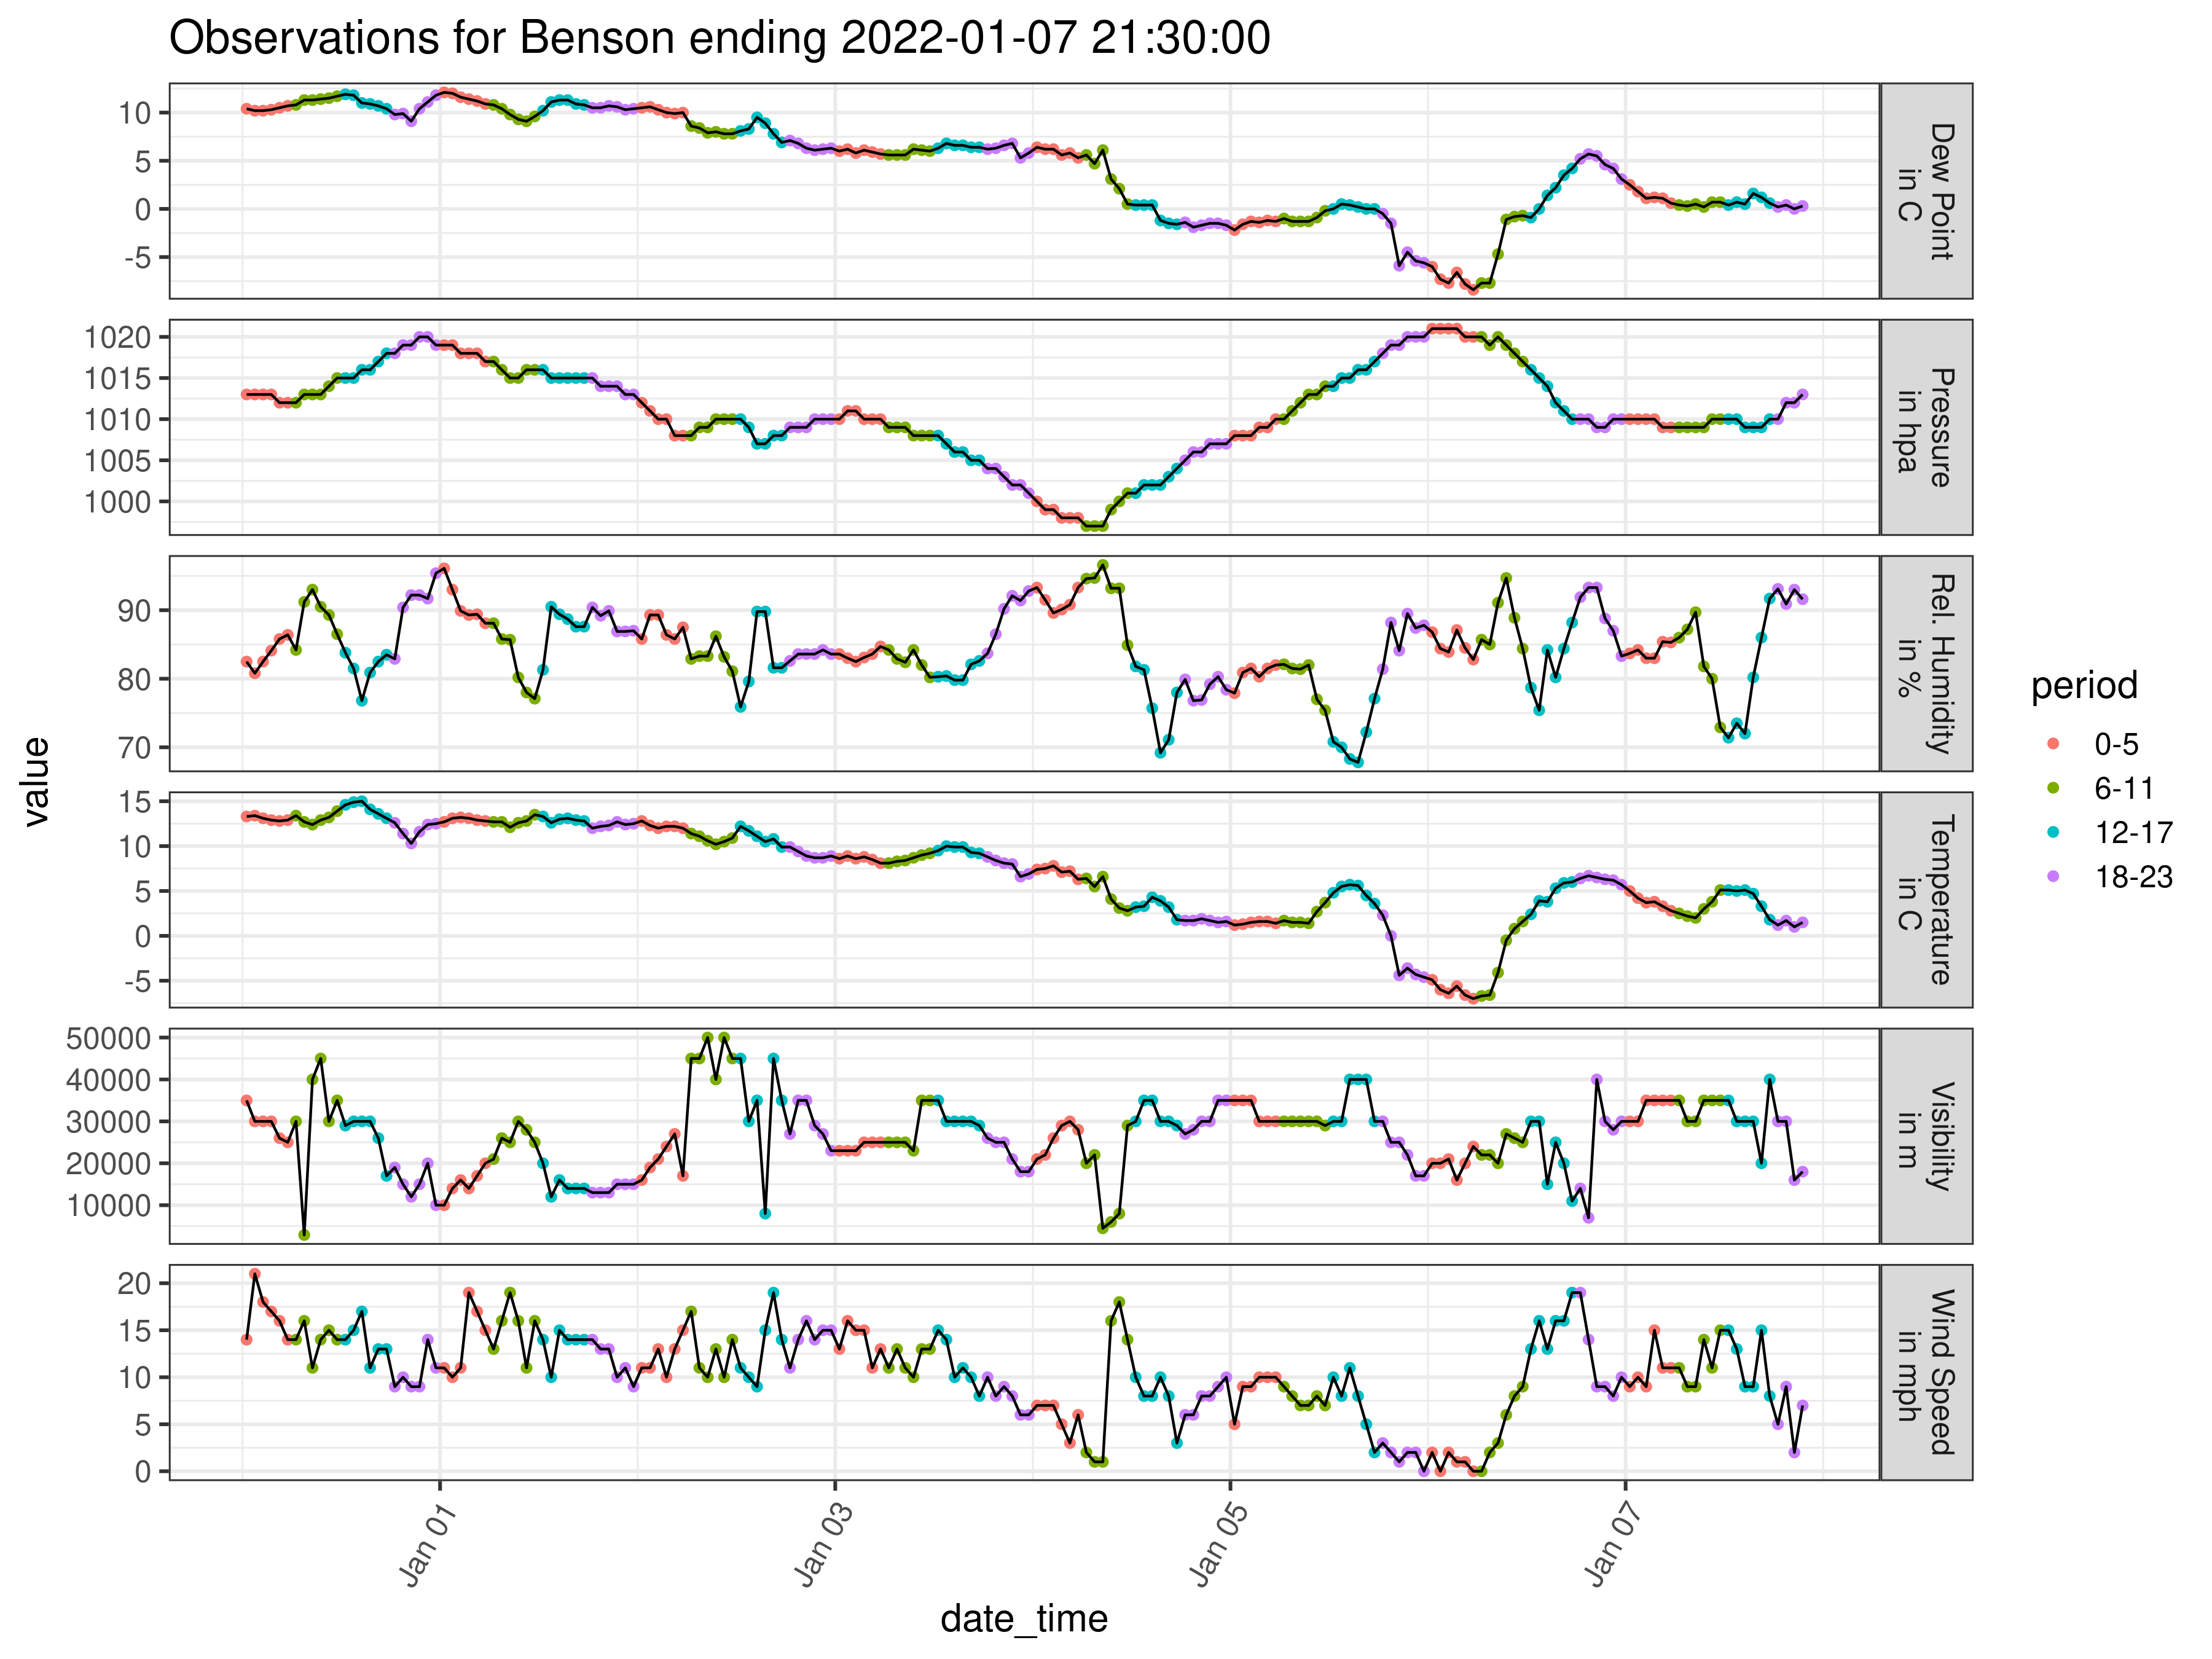 Observations for Benson ending 2022-01-07 21:30:00
10
5
0
-5
Dew Point
in C
1020
1015
1010
1005
1000
Pressure
in hpa
90
80
70
Rel. Humidity
in %
15
10
5
0
-5
Temperature
in C
50000
40000
30000
20000
10000
Visibility
in m
20
15
10
5
0
Wind Speed
in mph
value
Jan 01
Jan 03
Jan 05
Jan 07
date_time
period
0-5
6-11
12-17
18-23